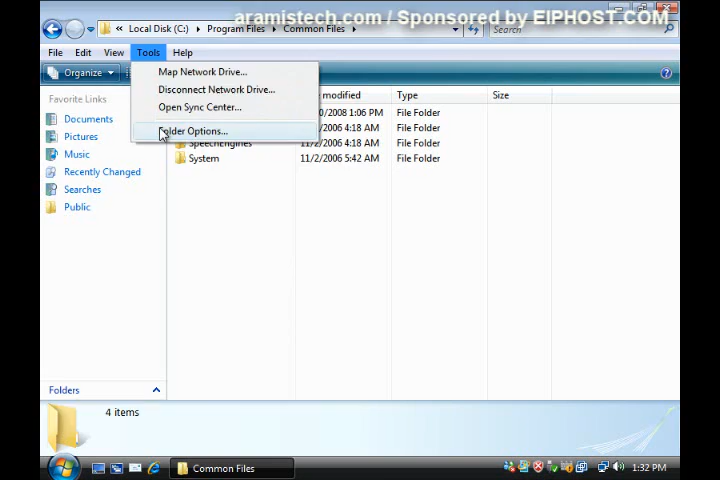 aramistech.com / Sponsored by EIPHOST.COM
« Local Disk (C:) Program Files Common Files Search
File Edit View Tools Help
Organize
Map Network Drive...
Disconnect Network Drive...
Open Sync Center...
Folder Options...
Favorite Links
Documents
Pictures
Music
Recently Changed
Searches
Public
modified Type Size
/2008 1:06 PM File Folder
11/2/2006 4:18 AM File Folder
SpeechEngines 11/2/2006 4:18 AM File Folder
System 11/2/2006 5:42 AM File Folder
Folders
4 items
Common Files
1:32 PM